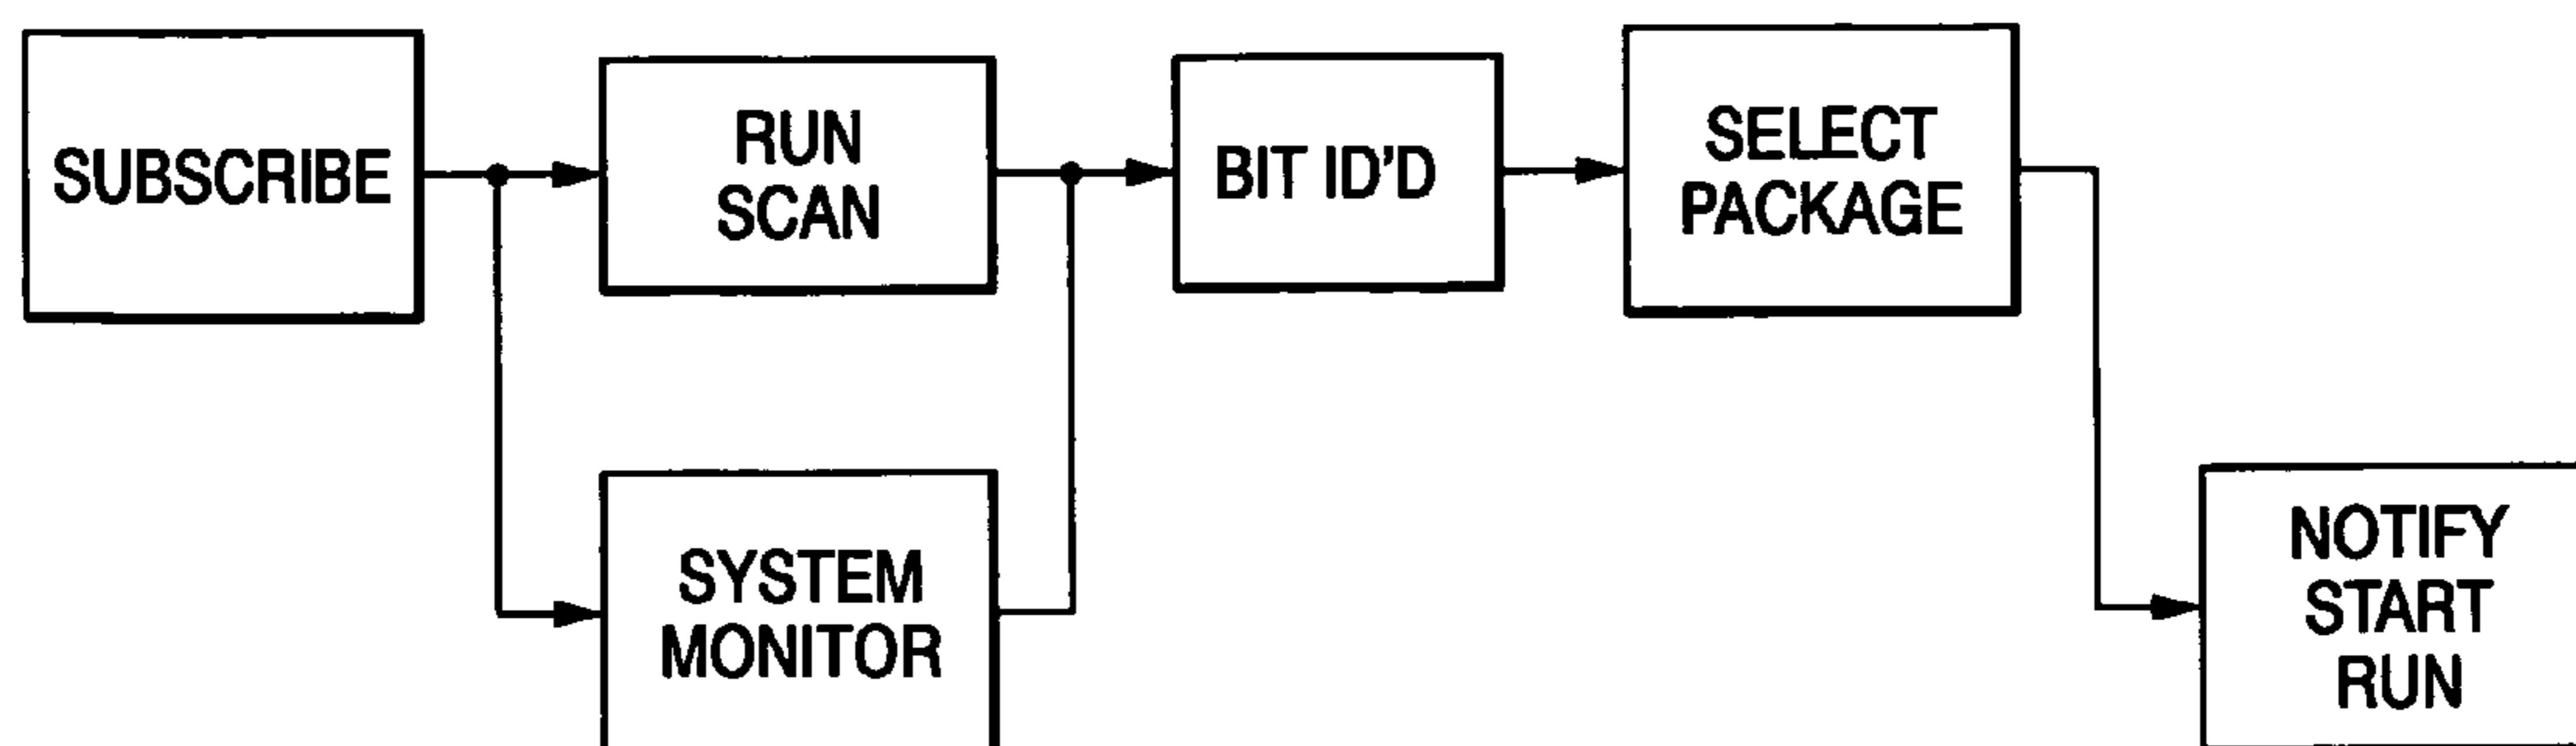 SUBSCRIBE
RUN
SCAN
BIT ID'D
SELECT
PACKAGE
SYSTEM
MONITOR
NOTIFY
START
RUN